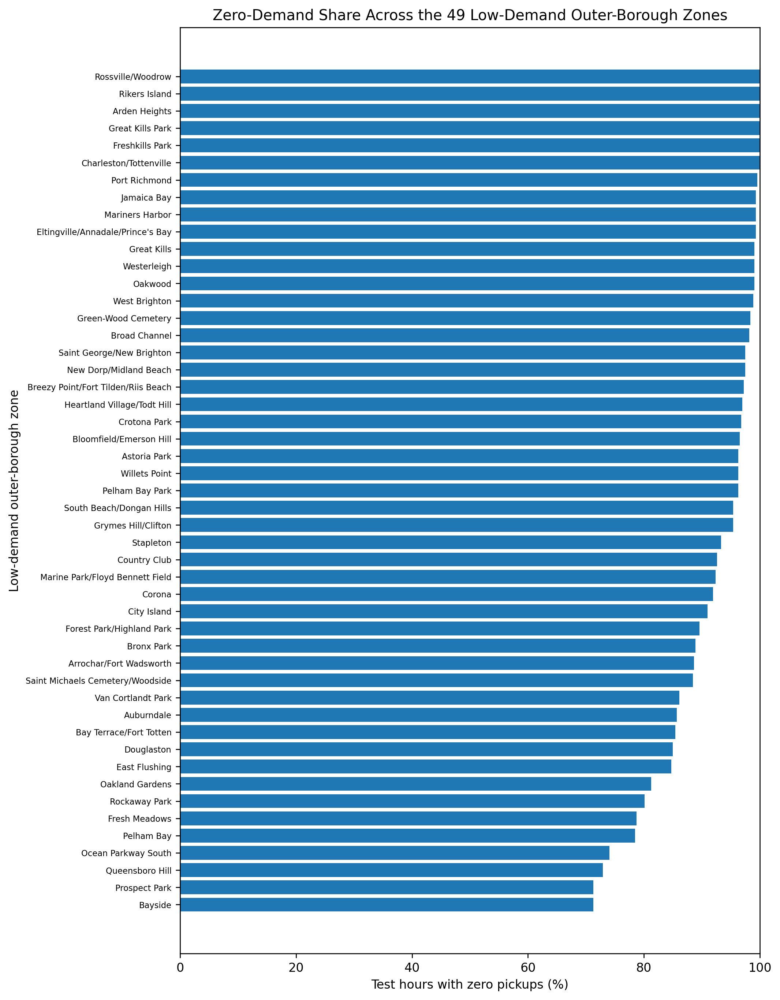 Zero-Demand Share Across the 49 Low-Demand Outer-Borough Zones
Low-demand outer-borough zone
Rossville/Woodrow
Rikers Island
Arden Heights
Great Kills Park
Freshkills Park
Charleston/Tottenville
Port Richmond
Jamaica Bay
Mariners Harbor
Eltingville/Annadale/Prince's Bay
Great Kills
Westerleigh
Oakwood
West Brighton
Green-Wood Cemetery
Broad Channel
Saint George/New Brighton
New Dorp/Midland Beach
Breezy Point/Fort Tilden/Riis Beach
Heartland Village/Todt Hill
Crotona Park
Bloomfield/Emerson Hill
Astoria Park
Willets Point
Pelham Bay Park
South Beach/Dongan Hills
Grymes Hill/Clifton
Stapleton
Country Club
Marine Park/Floyd Bennett Field
Corona
City Island
Forest Park/Highland Park
Bronx Park
Arrochar/Fort Wadsworth
Saint Michaels Cemetery/Woodside
Van Cortlandt Park
Auburndale
Bay Terrace/Fort Totten
Douglaston
East Flushing
Oakland Gardens
Rockaway Park
Fresh Meadows
Pelham Bay
Ocean Parkway South
Queensboro Hill
Prospect Park
Bayside
0 20 40 60 80 100
Test hours with zero pickups (%)